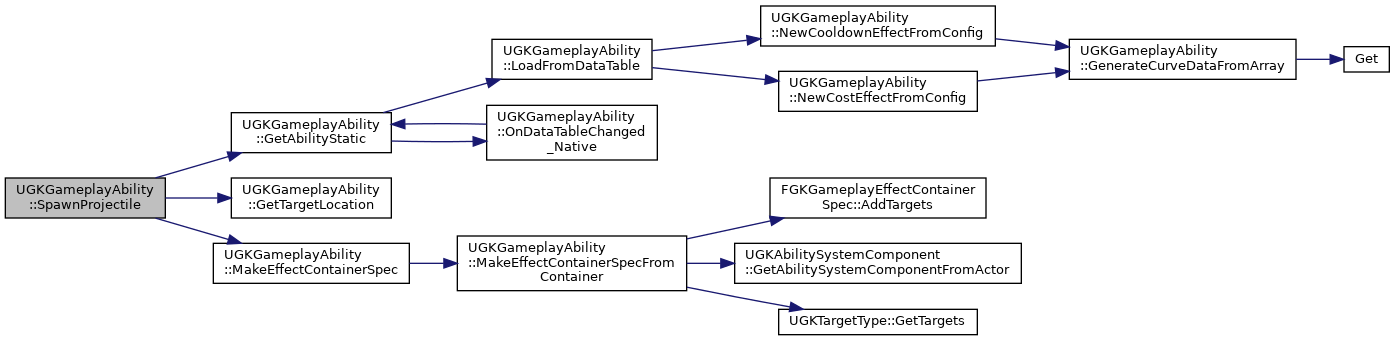 UGKGameplayAbility
::SpawnProjectile
UGKGameplayAbility
::GetAbilityStatic
UGKGameplayAbility
::LoadFromDataTable
UGKGameplayAbility
::NewCooldownEffectFromConfig
UGKGameplayAbility
::GenerateCurveDataFromArray
Get
UGKGameplayAbility
::NewCostEffectFromConfig
UGKGameplayAbility
::OnDataTableChanged
_Native
UGKGameplayAbility
::GetTargetLocation
UGKGameplayAbility
::MakeEffectContainerSpec
UGKGameplayAbility
::MakeEffectContainerSpecFrom
Container
FGKGameplayEffectContainer
Spec::AddTargets
UGKAbilitySystemComponent
::GetAbilitySystemComponentFromActor
UGKTargetType::GetTargets